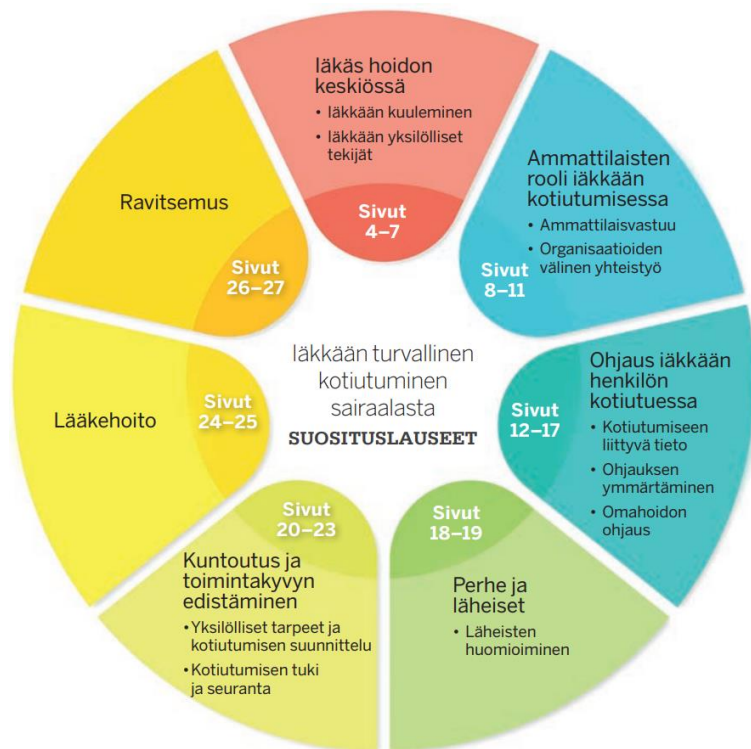 Iäkäs hoidon
keskiössä
• Iäkkään kuuleminen
• Iäkkään yksilölliset
tekijät
Sivut
4–7
Ammattilaisten
rooli iäkkään
kotiutumisessa
• Ammattilaisvastuu
• Organisaatioiden
välinen yhteistyö
Sivut
8–11
Ohjaus iäkkään
henkilön
kotiutuessa
• Kotiutumiseen
liittyvä tieto
• Ohjauksen
ymmärtäminen
• Omahoidon
ohjaus
Sivut
12–17
Sivut
18–19
Perhe ja
läheiset
• Läheisten
huomioiminen
Sivut
20–23
Kuntoutus ja
toimintakyvyn
edistäminen
•Yksilölliset tarpeet ja
kotiutumisen suunnittelu
•Kotiutumisen tuki
ja seuranta
Lääkehoito
Sivut
24–25
Ravitsemus
Sivut
26–27
Iäkkään turvallinen
kotiutuminen
sairaalasta
SUOSITUSLAUSEET